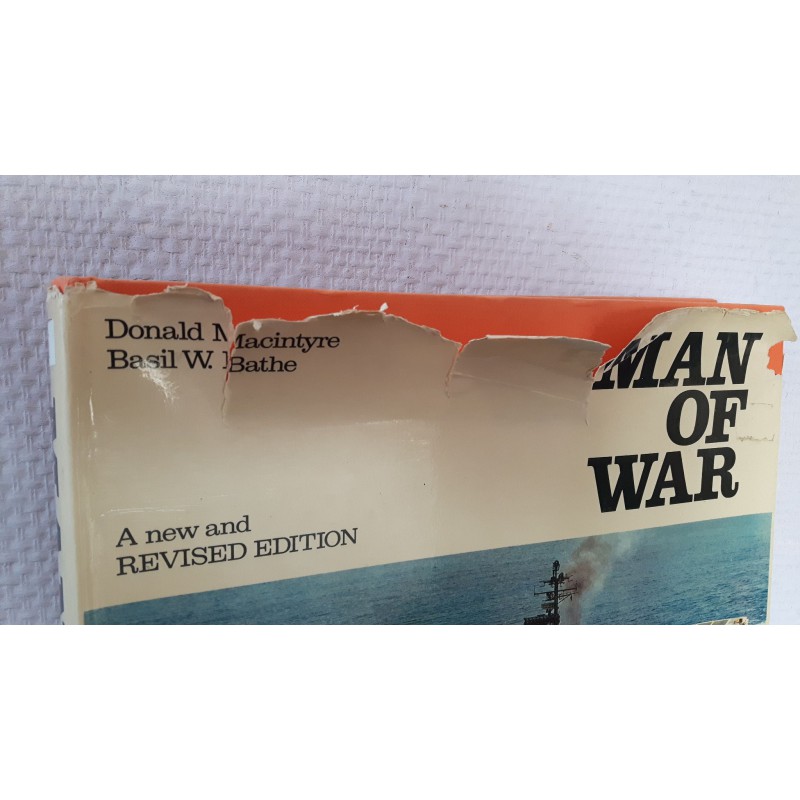 Donald Macintyre
Basil W. Bathe
MAN
OF
WAR
A new and
REVISED EDITION